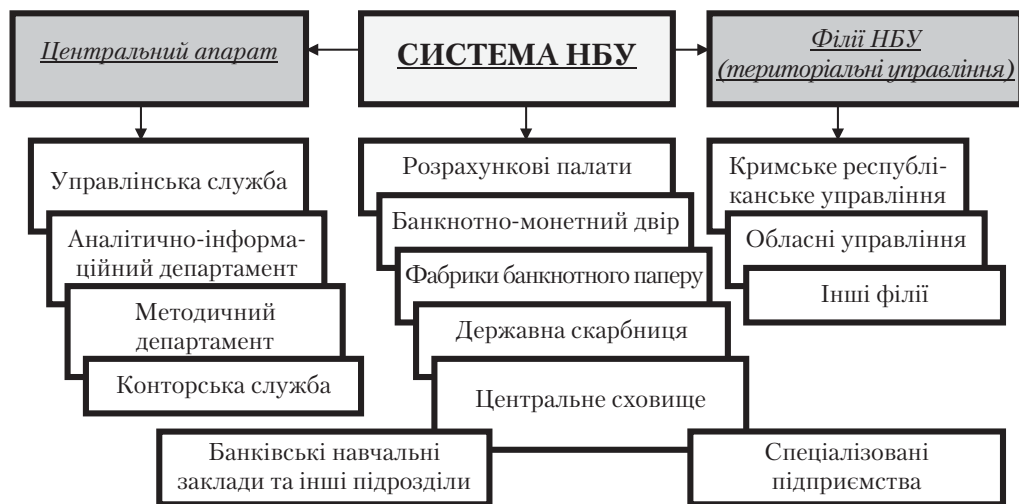 Центральний апарат
СИСТЕМА НБУ
Філії НБУ
(територіальні управління)
Управлінська служба
Аналітично-інформа-
ційний департамент
Методичний
департамент
Конторська служба
Розрахункові палати
Банкнотно-монетний двір
Фабрики банкнотного паперу
Державна скарбниця
Центральне сховище
Банківські навчальні
заклади та інші підрозділи
Спеціалізовані
підприємства
Кримське республі-
канське управління
Обласні управління
Інші філії